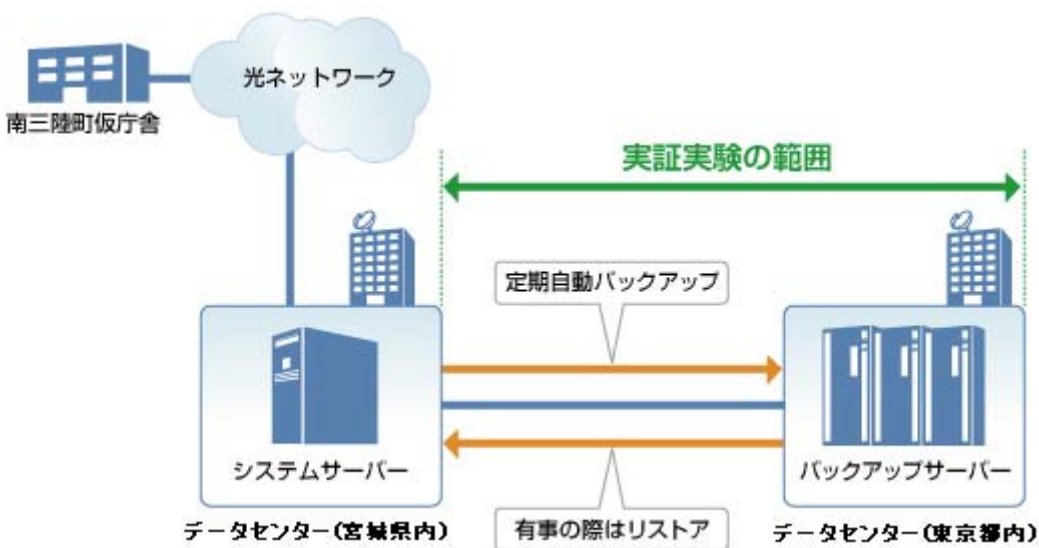 光ネットワーク
南三陸町仮庁舎
実証実験の範囲
定期自動バックアップ
システムサーバー
バックアップサーバー
有事の際はリストア
データセンター(宮城県内)
データセンター(東京都内)